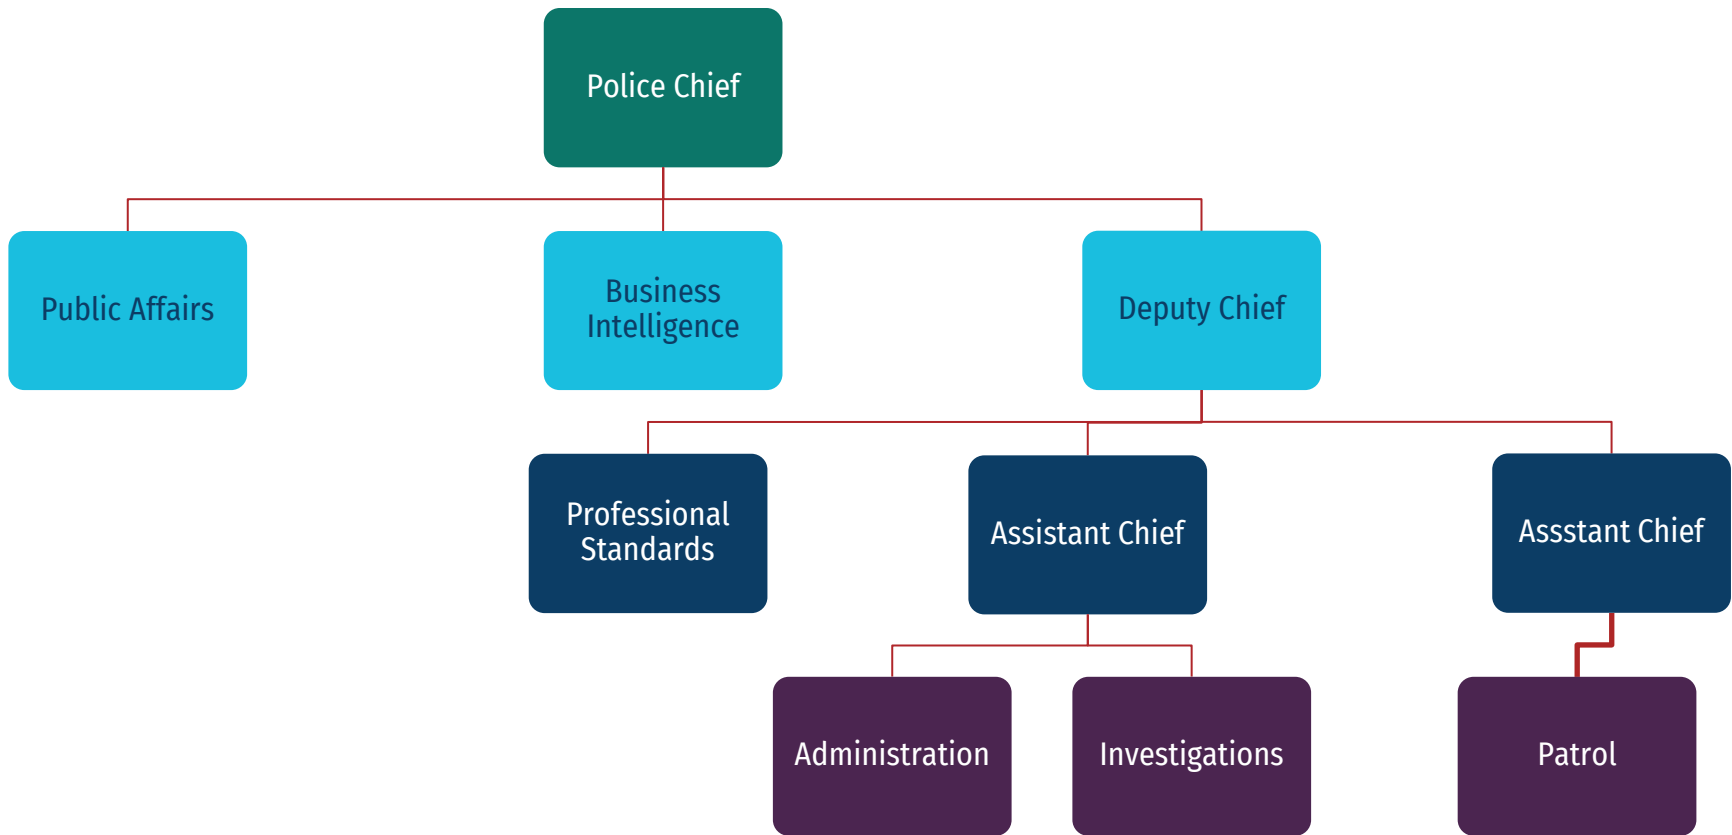 Police Chief
Public Affairs
Business
Intelligence
Deputy Chief
Professional
Standards
Assistant Chief
Assstant Chief
Administration
Investigations
Patrol